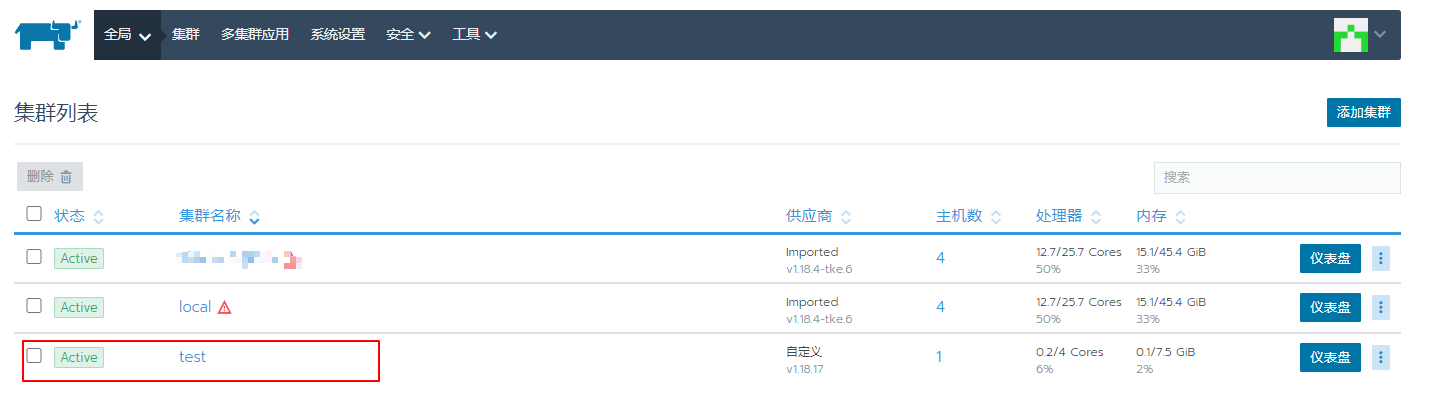 全局 集群 多集群应用 系统设置 安全 工具
集群列表 添加集群
删除 搜索
状态 集群名称 供应商 主机数 处理器 内存
Active Imported 4 12.7/25.7 Cores 15.1/45.4 GiB 仪表盘
v1.18.4-tke.6 50% 33%
Active local Imported 4 12.7/25.7 Cores 15.1/45.4 GiB 仪表盘
v1.18.4-tke.6 50% 33%
Active test 自定义 1 0.2/4 Cores 0.1/7.5 GiB 仪表盘
v1.18.17 6% 2%